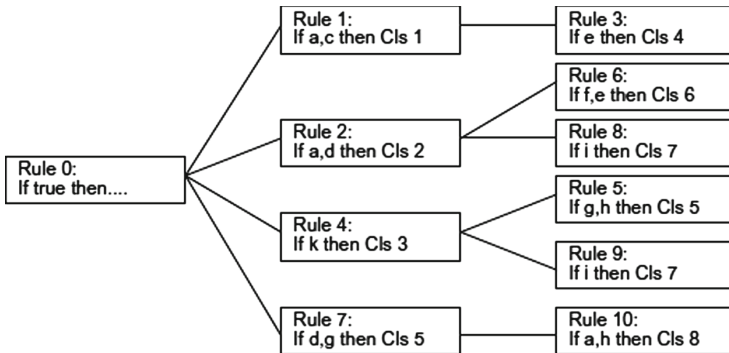 Rule 0:
If true then....
Rule 1:
If a,c then Cls 1
Rule 2:
If a,d then Cls 2
Rule 4:
If k then Cls 3
Rule 7:
If d,g then Cls 5
Rule 3:
If e then Cls 4
Rule 6:
If f,e then Cls 6
Rule 8:
If i then Cls 7
Rule 5:
If g,h then Cls 5
Rule 9:
If i then Cls 7
Rule 10:
If a,h then Cls 8